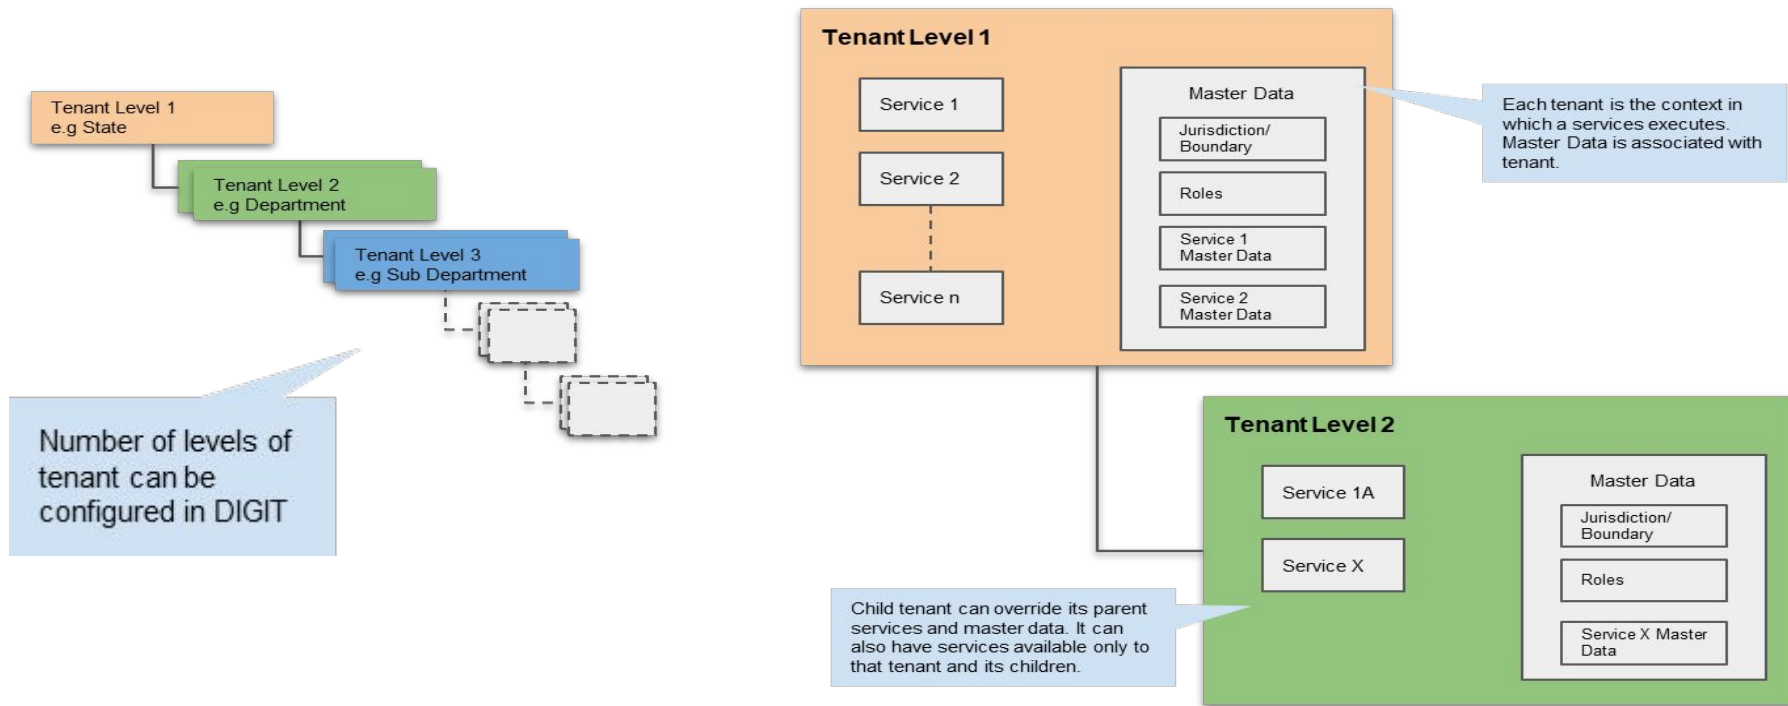 Tenant Level 1
e.g State
Tenant Level 2
e.g Department
Tenant Level 3
e.g Sub Department
Number of levels of
tenant can be
configured in DIGIT
Tenant Level 1
Service 1
Service 2
Service n
Master Data
Jurisdiction/
Boundary
Roles
Service 1
Master Data
Service 2
Master Data
Each tenant is the context in
which a services executes.
Master Data is associated with
tenant.
Tenant Level 2
Service 1A
Service X
Master Data
Jurisdiction/
Boundary
Roles
Service X Master
Data
Child tenant can override its parent
services and master data. It can
also have services available only to
that tenant and its children.